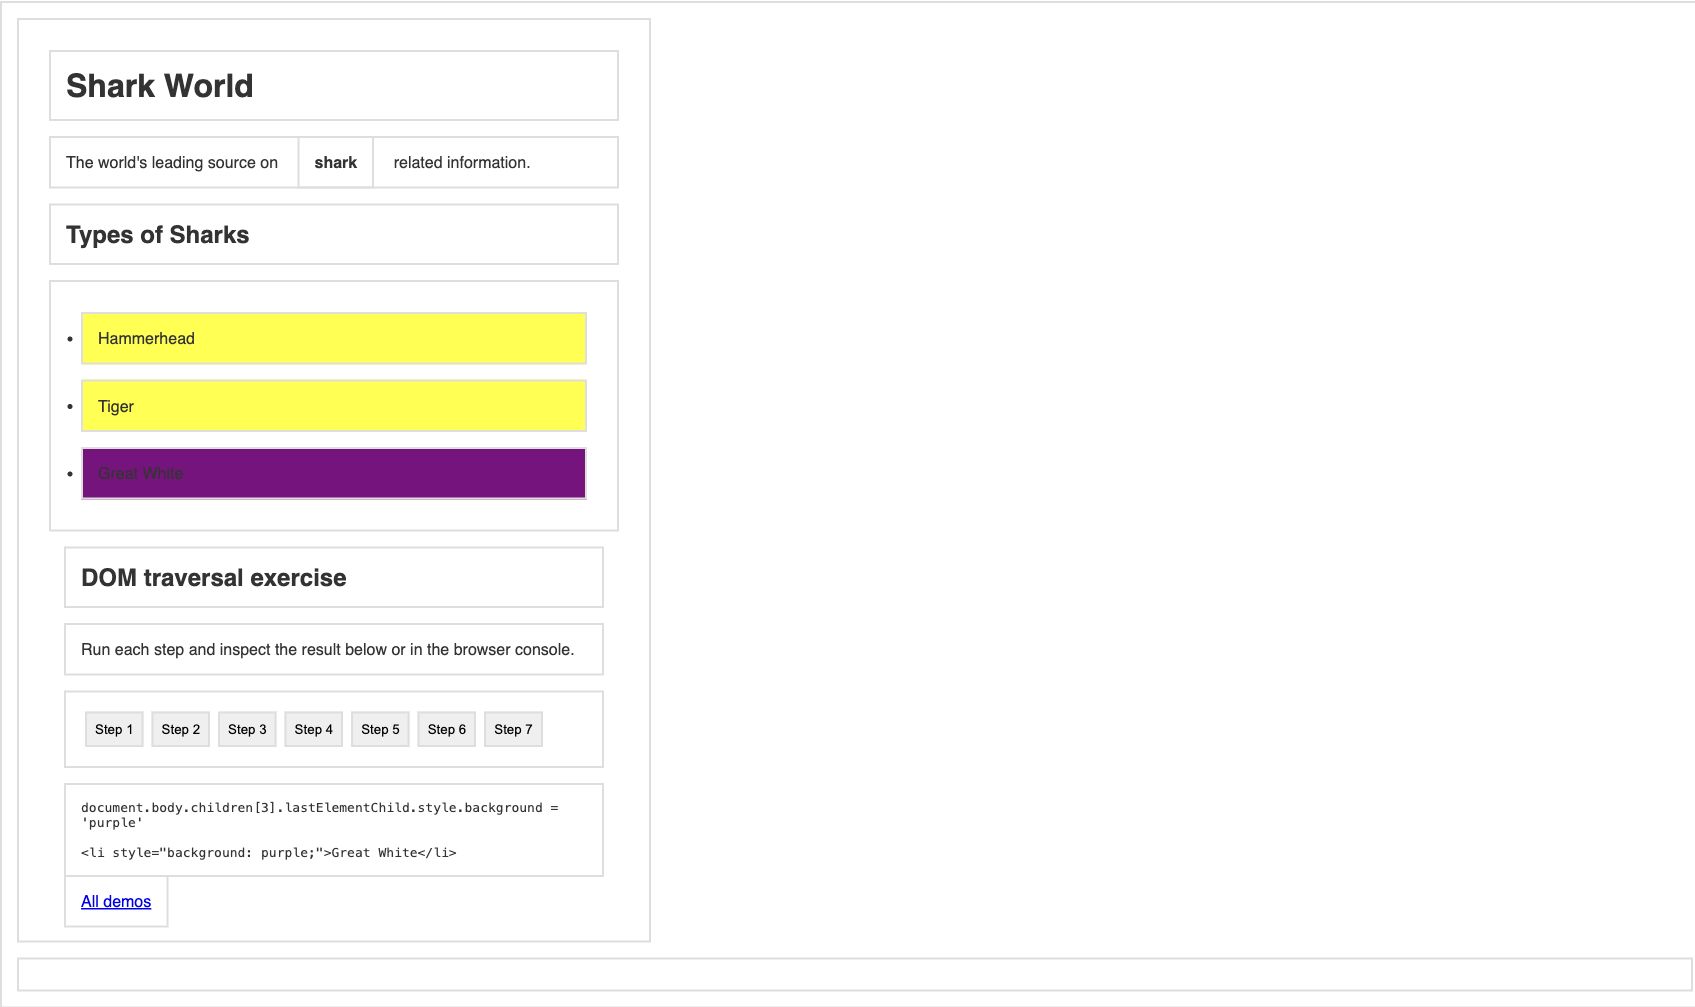 Shark World
The world's leading source on shark related information.
Types of Sharks
Hammerhead
Tiger
Great White
DOM traversal exercise
Run each step and inspect the result below or in the browser console.
Step 1 Step 2 Step 3 Step 4 Step 5 Step 6 Step 7
document.body.children[3].lastElementChild.style.background =
'purple'
<li style="background: purple;">Great White</li>
All demos